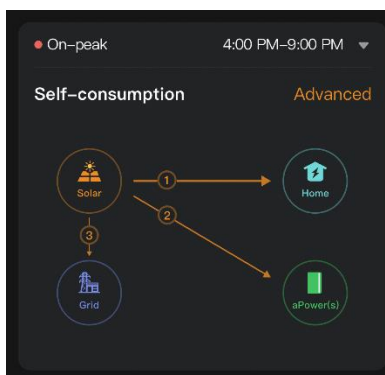 On-peak 4:00 PM-9:00 PM
Self-consumption Advanced
1
Solar
Home
2
3
Grid
aPower(s)